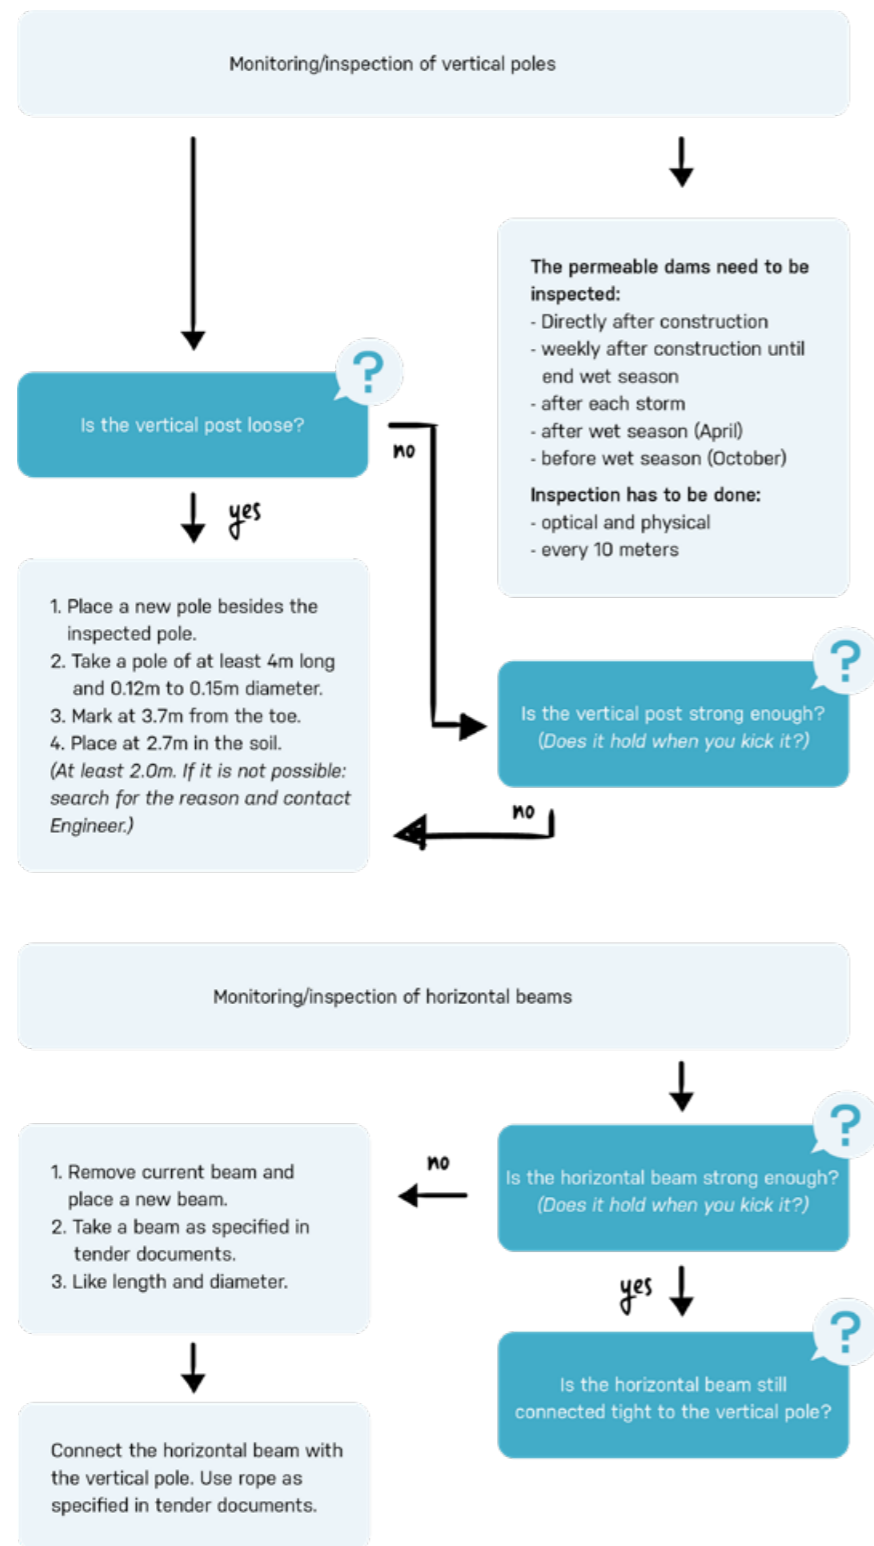 Monitoring/inspection of vertical poles
The permeable dams need to be
inspected:
- Directly after construction
- weekly after construction until
end wet season
- after each storm
- after wet season (April)
- before wet season (October)
Inspection has to be done:
- optical and physical
- every 10 meters
?
Is the vertical post loose?
no
yes
1. Place a new pole besides the
inspected pole.
2. Take a pole of at least 4m long
and 0.12m to 0.15m diameter.
3. Mark at 3.7m from the toe.
4. Place at 2.7m in the soil.
(At least 2.0m. If it is not possible:
search for the reason and contact
Engineer.)
?
Is the vertical post strong enough?
(Does it hold when you kick it?)
no
Monitoring/inspection of horizontal beams
?
Is the horizontal beam strong enough?
(Does it hold when you kick it?)
no
1. Remove current beam and
place a new beam.
2. Take a beam as specified in
tender documents.
3. Like length and diameter.
yes
?
Is the horizontal beam still
connected tight to the vertical pole?
Connect the horizontal beam with
the vertical pole. Use rope as
specified in tender documents.